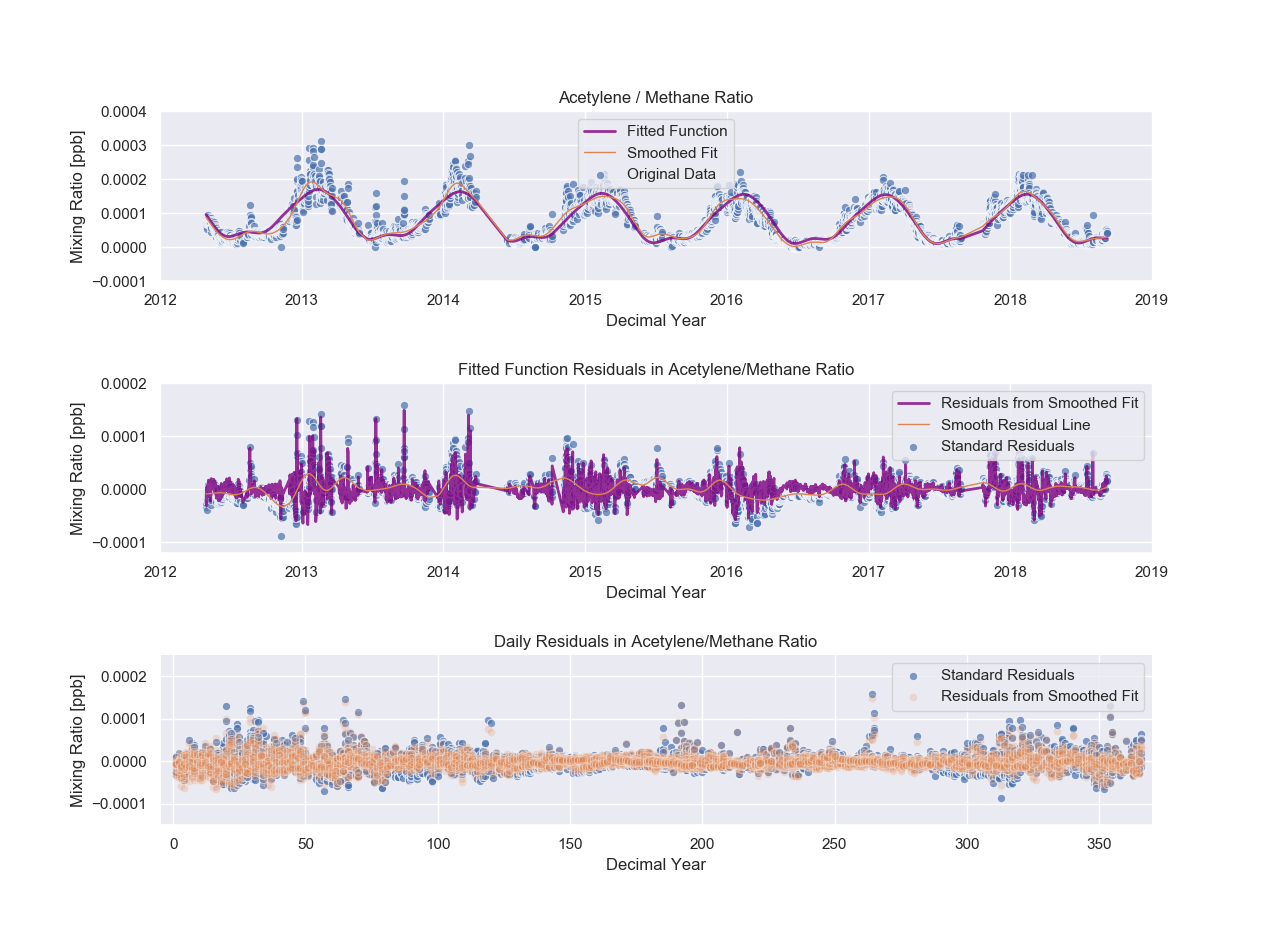 Acetylene / Methane Ratio
0.0004
0.0003
0.0002
0.0001
0.0000
−0.0001
Mixing Ratio [ppb]
Fitted Function
Smoothed Fit
Original Data
2012 2013 2014 2015 2016 2017 2018 2019
Decimal Year
Fitted Function Residuals in Acetylene/Methane Ratio
0.0002
0.0001
0.0000
−0.0001
Mixing Ratio [ppb]
Residuals from Smoothed Fit
Smooth Residual Line
Standard Residuals
2012 2013 2014 2015 2016 2017 2018 2019
Decimal Year
Daily Residuals in Acetylene/Methane Ratio
0.0002
0.0001
0.0000
−0.0001
Mixing Ratio [ppb]
Standard Residuals
Residuals from Smoothed Fit
0 50 100 150 200 250 300 350
Decimal Year